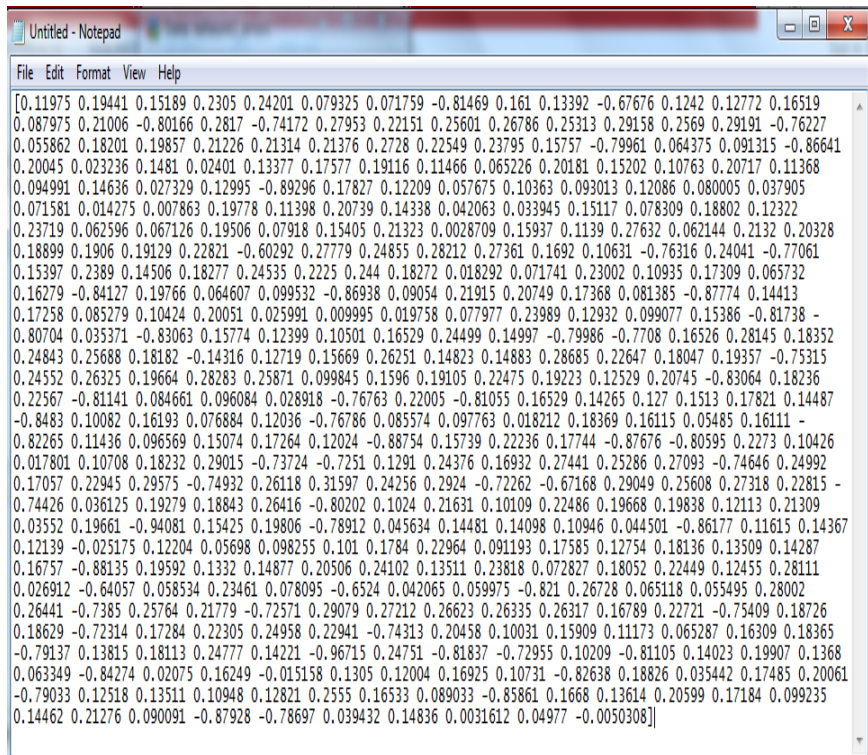 Untitled - Notepad
File Edit Format View Help
[0.11975 0.19441 0.15189 0.2305 0.24201 0.079325 0.071759 -0.81469 0.161 0.13392 -0.67676 0.1242 0.12772 0.16519
0.087975 0.21006 -0.80166 0.2817 -0.74172 0.27953 0.22151 0.25601 0.26786 0.25313 0.29158 0.2569 0.29191 -0.76227
0.055862 0.18201 0.19857 0.21226 0.21314 0.21376 0.2728 0.22549 0.23795 0.15757 -0.79961 0.064375 0.091315 -0.86641
0.20045 0.023236 0.1481 0.02401 0.13377 0.17577 0.19116 0.11466 0.065226 0.20181 0.15202 0.10763 0.20717 0.11368
0.094991 0.14636 0.027329 0.12995 -0.89296 0.17827 0.12209 0.057675 0.10363 0.093013 0.12086 0.080005 0.037905
0.071581 0.014275 0.007863 0.19778 0.11398 0.20739 0.14338 0.042063 0.033945 0.15117 0.078309 0.18802 0.12322
0.23719 0.062596 0.067126 0.19506 0.07918 0.15405 0.21323 0.0028709 0.15937 0.1139 0.27632 0.062144 0.2132 0.20328
0.18899 0.1906 0.19129 0.22821 -0.60292 0.27779 0.24855 0.28212 0.27361 0.1692 0.10631 -0.76316 0.24041 -0.77061
0.15397 0.2389 0.14506 0.18277 0.24535 0.2225 0.244 0.18272 0.018292 0.071741 0.23002 0.10935 0.17309 0.065732
0.16279 -0.84127 0.19766 0.064607 0.099532 -0.86938 0.09054 0.21915 0.20749 0.17368 0.081385 -0.87774 0.14413
0.17258 0.085279 0.10424 0.20051 0.025991 0.009995 0.019758 0.077977 0.23989 0.12932 0.099077 0.15386 -0.81738 -
0.80704 0.035371 -0.83063 0.15774 0.12399 0.10501 0.16529 0.24499 0.14997 -0.79986 -0.7708 0.16526 0.28145 0.18352
0.24843 0.25688 0.18182 -0.14316 0.12719 0.15669 0.26251 0.14823 0.14883 0.28685 0.22647 0.18047 0.19357 -0.75315
0.24552 0.26325 0.19664 0.28283 0.25871 0.099845 0.1596 0.19105 0.22475 0.19223 0.12529 0.20745 -0.83064 0.18236
0.22567 -0.81141 0.084661 0.096084 0.028918 -0.76763 0.22005 -0.81055 0.16529 0.14265 0.127 0.1513 0.17821 0.14487
-0.8483 0.10082 0.16193 0.076884 0.12036 -0.76786 0.085574 0.097763 0.018212 0.18369 0.16115 0.05485 0.16111 -
0.82265 0.11436 0.096569 0.15074 0.17264 0.12024 -0.88754 0.15739 0.22236 0.17744 -0.87676 -0.80595 0.2273 0.10426
0.017801 0.10708 0.18232 0.29015 -0.73724 -0.7251 0.1291 0.24376 0.16932 0.27441 0.25286 0.27093 -0.74646 0.24992
0.17057 0.22945 0.29575 -0.74932 0.26118 0.31597 0.24256 0.2924 -0.72262 -0.67168 0.29049 0.25608 0.27318 0.22815 -
0.74426 0.036125 0.19279 0.18843 0.26416 -0.80202 0.1024 0.21631 0.10109 0.22486 0.19668 0.19838 0.12113 0.21309
0.03552 0.19661 -0.94081 0.15425 0.19806 -0.78912 0.045634 0.14481 0.14098 0.10946 0.044501 -0.86177 0.11615 0.14367
0.12139 -0.025175 0.12204 0.05698 0.098255 0.101 0.1784 0.22964 0.091193 0.17585 0.12754 0.18136 0.13509 0.14287
0.16757 -0.88135 0.19592 0.1332 0.14877 0.20506 0.24102 0.13511 0.23818 0.072827 0.18052 0.22449 0.12455 0.28111
0.026912 -0.64057 0.058534 0.23461 0.078095 -0.6524 0.042065 0.059975 -0.821 0.26728 0.065118 0.055495 0.28002
0.26441 -0.7385 0.25764 0.21779 -0.72571 0.29079 0.27212 0.26623 0.26335 0.26317 0.16789 0.22721 -0.75409 0.18726
0.18629 -0.72314 0.17284 0.22305 0.24958 0.22941 -0.74313 0.20458 0.10031 0.15909 0.11173 0.065287 0.16309 0.18365
-0.79137 0.13815 0.18113 0.24777 0.14221 -0.96715 0.24751 -0.81837 -0.72955 0.10209 -0.81105 0.14023 0.19907 0.1368
0.063349 -0.84274 0.02075 0.16249 -0.015158 0.1305 0.12004 0.16925 0.10731 -0.82638 0.18826 0.035442 0.17485 0.20061
-0.79033 0.12518 0.13511 0.10948 0.12821 0.2555 0.16533 0.089033 -0.85861 0.1668 0.13614 0.20599 0.17184 0.099235
0.14462 0.21276 0.090091 -0.87928 -0.78697 0.039432 0.14836 0.0031612 0.04977 -0.0050308]